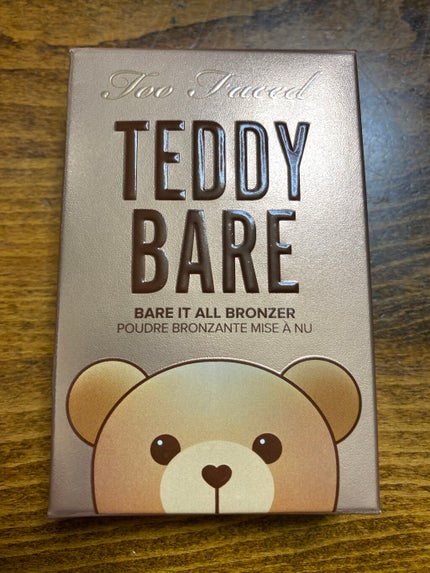 Too Faced
TEDDY
BARE
BARE IT ALL BRONZER
POUDRE BRONZANTE MISE À NU